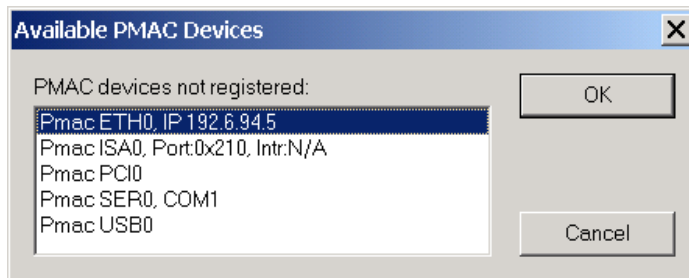 Available PMAC Devices
PMAC devices not registered:
Pmac ETH0, IP 192.6.94.5
Pmac ISA0, Port:0x210, Intr:N/A
Pmac PCI0
Pmac SER0, COM1
Pmac USB0
OK
Cancel